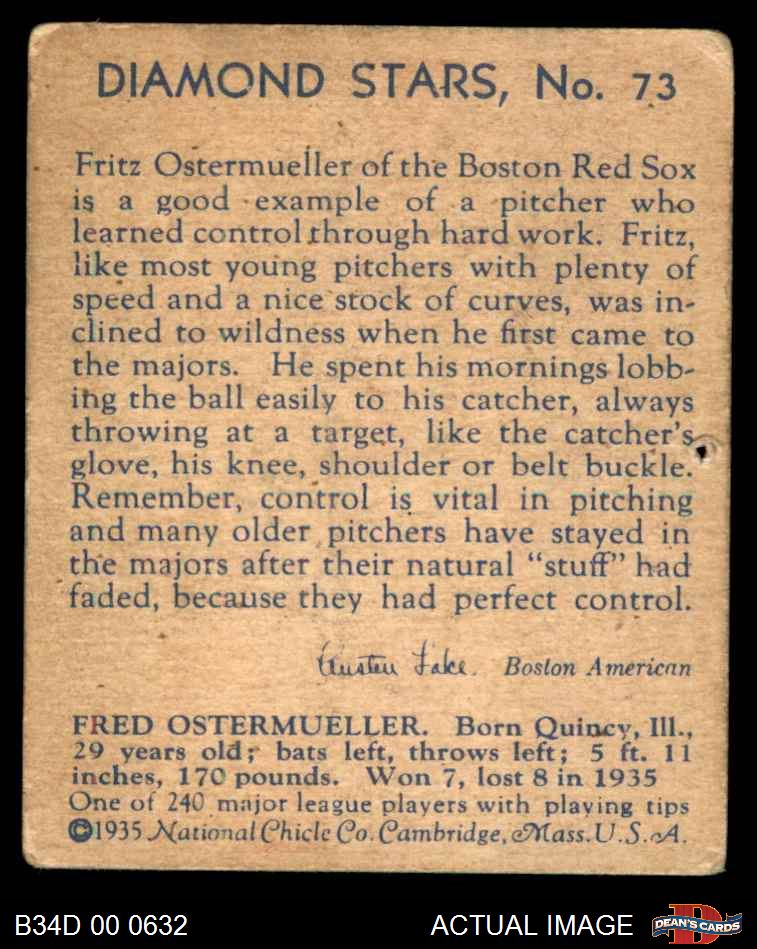 DIAMOND STARS, No. 73
Fritz Ostermueller of the Boston Red Sox
is a good example of a pitcher who
learned control through hard work. Fritz,
like most young pitchers with plenty of
speed and a nice stock of curves, was in-
clined to wildness when he first came to
the majors. He spent his mornings lobb-
ing the ball easily to his catcher, always
throwing at a target, like the catcher's
glove, his knee, shoulder or belt buckle.
Remember, control is vital in pitching
and many older pitchers have stayed in
the majors after their natural "stuff" had
faded, because they had perfect control.
Austen Lake Boston American
FRED OSTERMUELLER. Born Quincy, Ill.,
29 years old; bats left, throws left; 5 ft. 11
inches, 170 pounds. Won 7, lost 8 in 1935
One of 240 major league players with playing tips
©1935 National Chicle Co. Cambridge, Mass. U. S. A.
B34D 00 0632 ACTUAL IMAGE DEAN'S CARDS